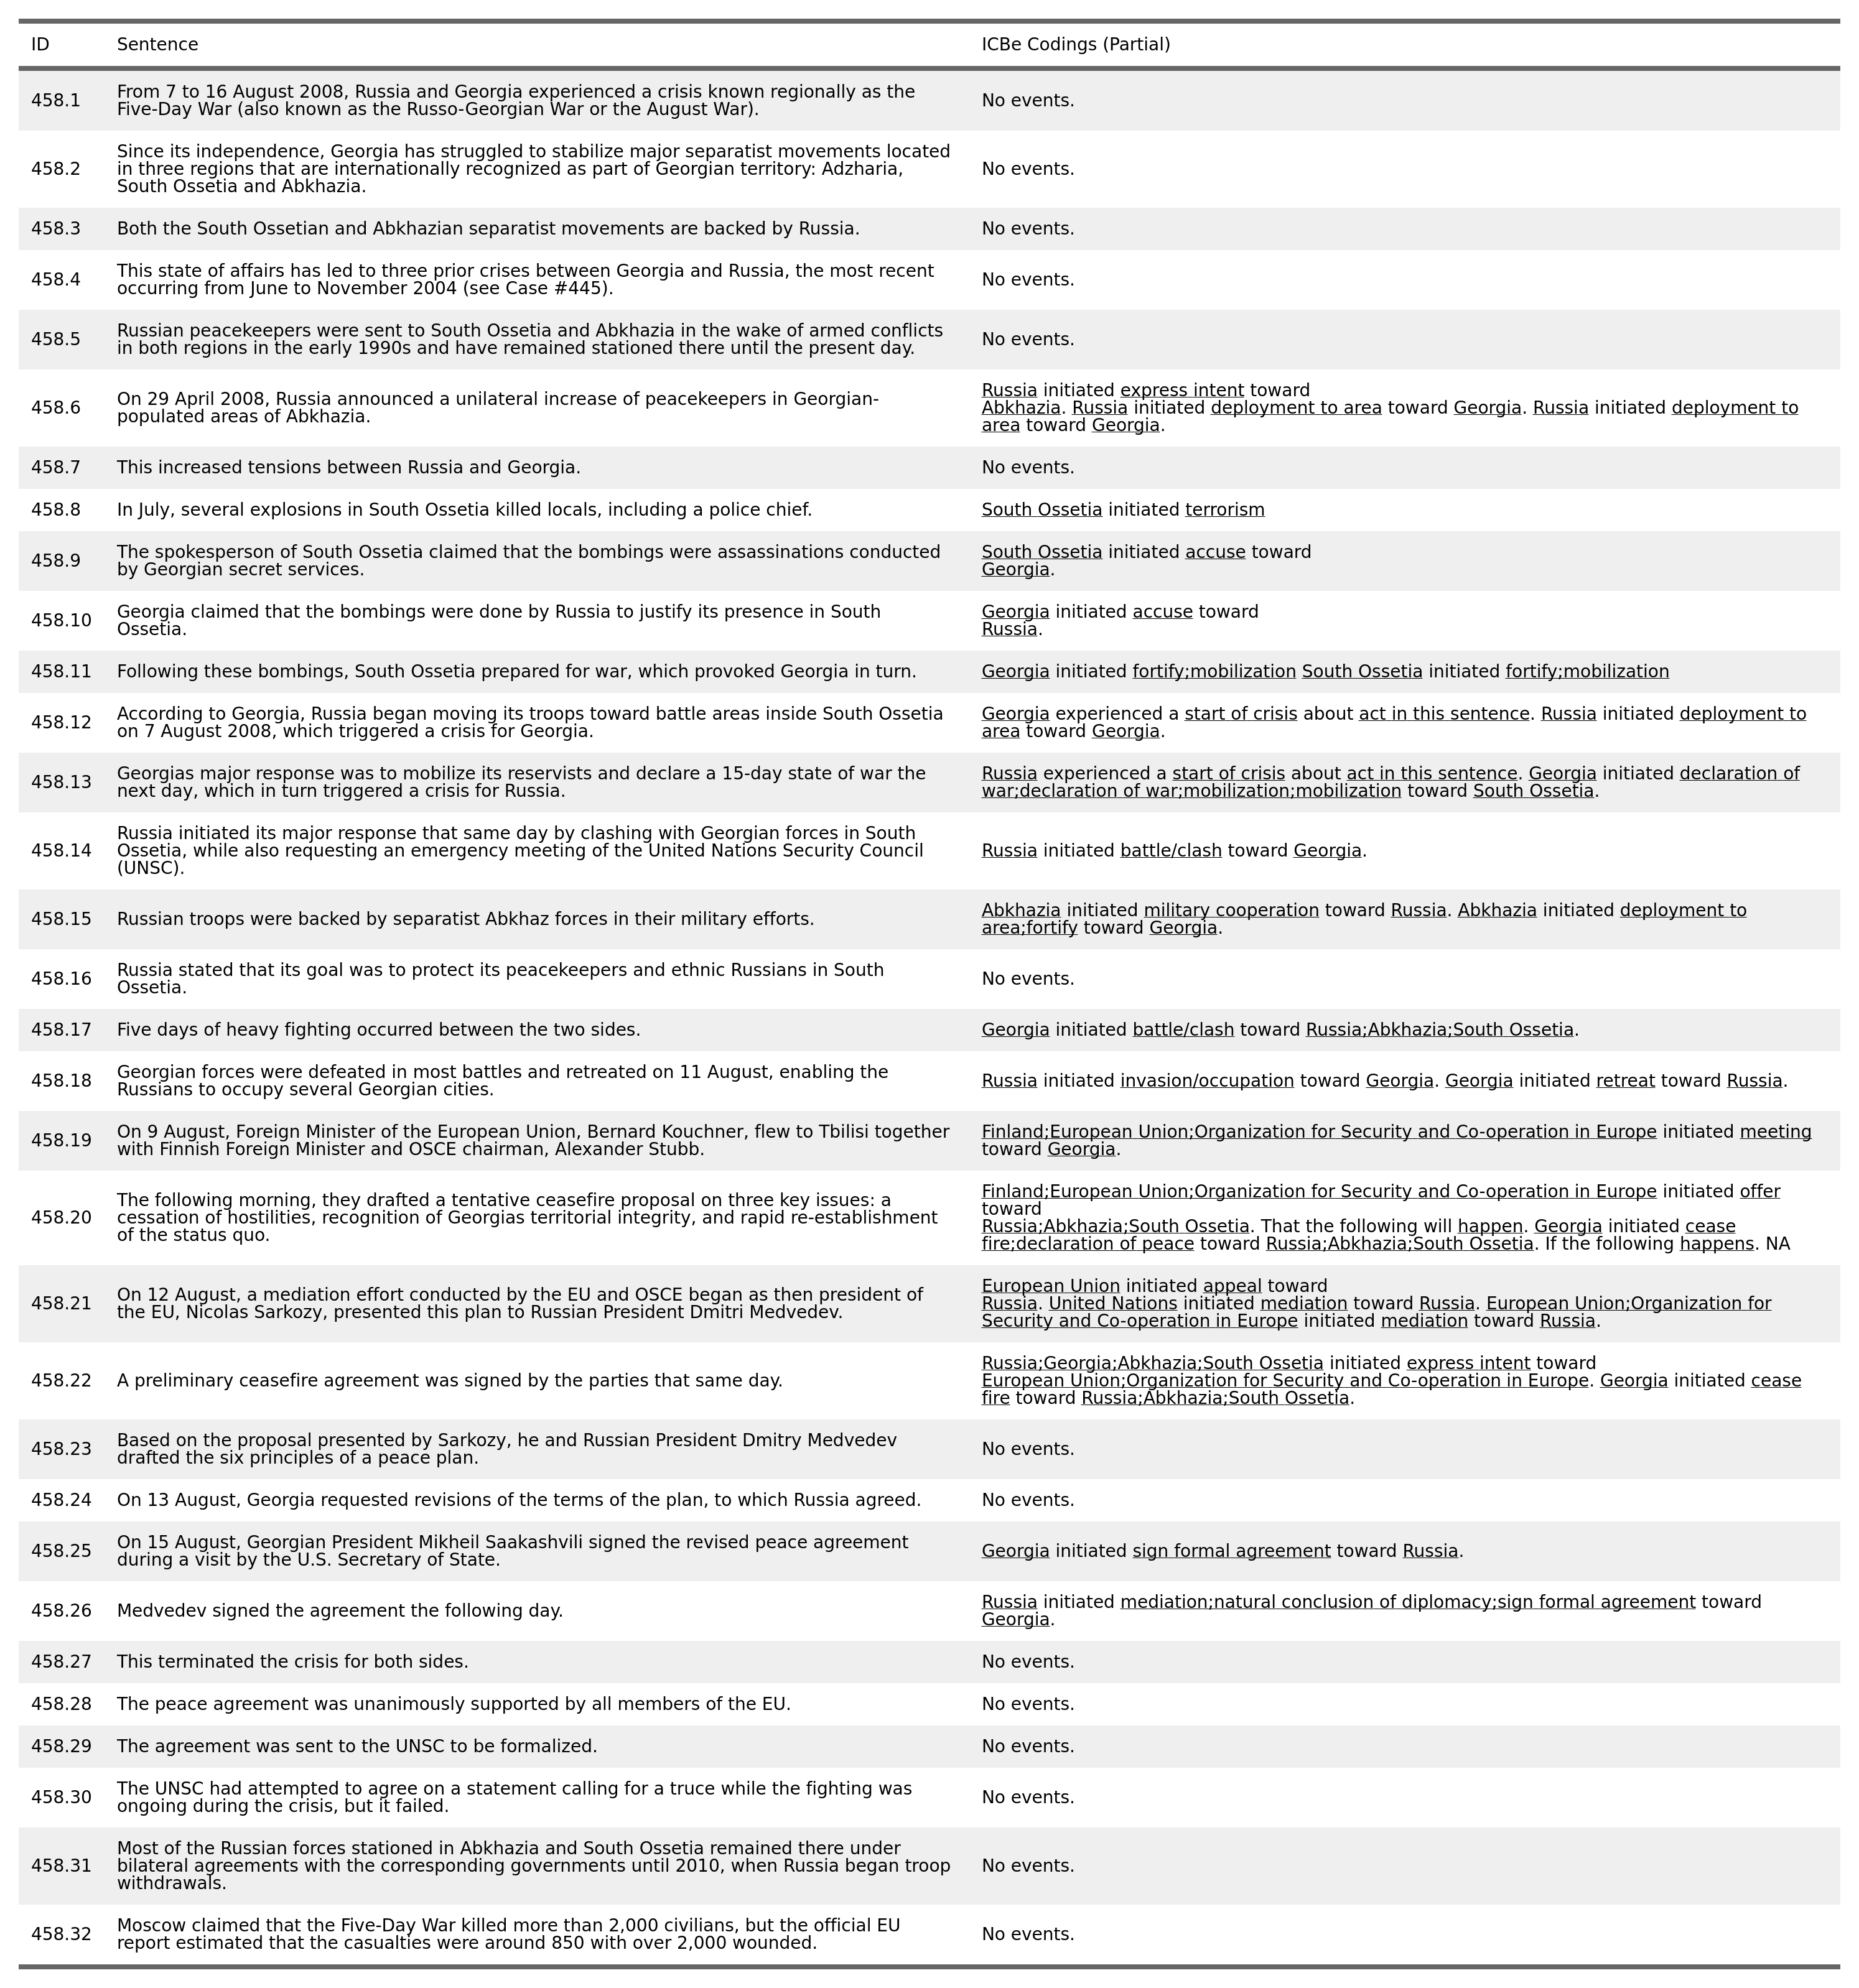 ID Sentence ICBe Codings (Partial)
458.1 From 7 to 16 August 2008, Russia and Georgia experienced a crisis known regionally as the
Five-Day War (also known as the Russo-Georgian War or the August War). No events.
458.2 Since its independence, Georgia has struggled to stabilize major separatist movements located
in three regions that are internationally recognized as part of Georgian territory: Adzharia,
South Ossetia and Abkhazia. No events.
458.3 Both the South Ossetian and Abkhazian separatist movements are backed by Russia. No events.
458.4 This state of affairs has led to three prior crises between Georgia and Russia, the most recent
occurring from June to November 2004 (see Case #445). No events.
458.5 Russian peacekeepers were sent to South Ossetia and Abkhazia in the wake of armed conflicts
in both regions in the early 1990s and have remained stationed there until the present day. No events.
458.6 On 29 April 2008, Russia announced a unilateral increase of peacekeepers in Georgian-
populated areas of Abkhazia.
Russia initiated express intent toward
Abkhazia. Russia initiated deployment to area toward Georgia. Russia initiated deployment to
area toward Georgia.
458.7 This increased tensions between Russia and Georgia. No events.
458.8 In July, several explosions in South Ossetia killed locals, including a police chief. South Ossetia initiated terrorism
458.9 The spokesperson of South Ossetia claimed that the bombings were assassinations conducted
by Georgian secret services.
South Ossetia initiated accuse toward
Georgia.
458.10 Georgia claimed that the bombings were done by Russia to justify its presence in South
Ossetia.
Georgia initiated accuse toward
Russia.
458.11 Following these bombings, South Ossetia prepared for war, which provoked Georgia in turn. Georgia initiated fortify;mobilization South Ossetia initiated fortify;mobilization
458.12 According to Georgia, Russia began moving its troops toward battle areas inside South Ossetia
on 7 August 2008, which triggered a crisis for Georgia.
Georgia experienced a start of crisis about act in this sentence. Russia initiated deployment to
area toward Georgia.
458.13 Georgias major response was to mobilize its reservists and declare a 15-day state of war the
next day, which in turn triggered a crisis for Russia.
Russia experienced a start of crisis about act in this sentence. Georgia initiated declaration of
war;declaration of war;mobilization;mobilization toward South Ossetia.
458.14 Russia initiated its major response that same day by clashing with Georgian forces in South
Ossetia, while also requesting an emergency meeting of the United Nations Security Council
(UNSC).
Russia initiated battle/clash toward Georgia.
458.15 Russian troops were backed by separatist Abkhaz forces in their military efforts.
Abkhazia initiated military cooperation toward Russia. Abkhazia initiated deployment to
area;fortify toward Georgia.
458.16 Russia stated that its goal was to protect its peacekeepers and ethnic Russians in South
Ossetia. No events.
458.17 Five days of heavy fighting occurred between the two sides. Georgia initiated battle/clash toward Russia;Abkhazia;South Ossetia.
458.18 Georgian forces were defeated in most battles and retreated on 11 August, enabling the
Russians to occupy several Georgian cities.
Russia initiated invasion/occupation toward Georgia. Georgia initiated retreat toward Russia.
458.19 On 9 August, Foreign Minister of the European Union, Bernard Kouchner, flew to Tbilisi together
with Finnish Foreign Minister and OSCE chairman, Alexander Stubb.
Finland;European Union;Organization for Security and Co-operation in Europe initiated meeting
toward Georgia.
458.20 The following morning, they drafted a tentative ceasefire proposal on three key issues: a
cessation of hostilities, recognition of Georgias territorial integrity, and rapid re-establishment
of the status quo.
Finland;European Union;Organization for Security and Co-operation in Europe initiated offer
toward
Russia;Abkhazia;South Ossetia. That the following will happen. Georgia initiated cease
fire;declaration of peace toward Russia;Abkhazia;South Ossetia. If the following happens. NA
458.21 On 12 August, a mediation effort conducted by the EU and OSCE began as then president of
the EU, Nicolas Sarkozy, presented this plan to Russian President Dmitri Medvedev.
European Union initiated appeal toward
Russia. United Nations initiated mediation toward Russia. European Union;Organization for
Security and Co-operation in Europe initiated mediation toward Russia.
458.22 A preliminary ceasefire agreement was signed by the parties that same day.
Russia;Georgia;Abkhazia;South Ossetia initiated express intent toward
European Union;Organization for Security and Co-operation in Europe. Georgia initiated cease
fire toward Russia;Abkhazia;South Ossetia.
458.23 Based on the proposal presented by Sarkozy, he and Russian President Dmitry Medvedev
drafted the six principles of a peace plan. No events.
458.24 On 13 August, Georgia requested revisions of the terms of the plan, to which Russia agreed. No events.
458.25 On 15 August, Georgian President Mikheil Saakashvili signed the revised peace agreement
during a visit by the U.S. Secretary of State.
Georgia initiated sign formal agreement toward Russia.
458.26 Medvedev signed the agreement the following day.
Russia initiated mediation;natural conclusion of diplomacy;sign formal agreement toward
Georgia.
458.27 This terminated the crisis for both sides. No events.
458.28 The peace agreement was unanimously supported by all members of the EU. No events.
458.29 The agreement was sent to the UNSC to be formalized. No events.
458.30 The UNSC had attempted to agree on a statement calling for a truce while the fighting was
ongoing during the crisis, but it failed. No events.
458.31 Most of the Russian forces stationed in Abkhazia and South Ossetia remained there under
bilateral agreements with the corresponding governments until 2010, when Russia began troop
withdrawals. No events.
458.32 Moscow claimed that the Five-Day War killed more than 2,000 civilians, but the official EU
report estimated that the casualties were around 850 with over 2,000 wounded. No events.